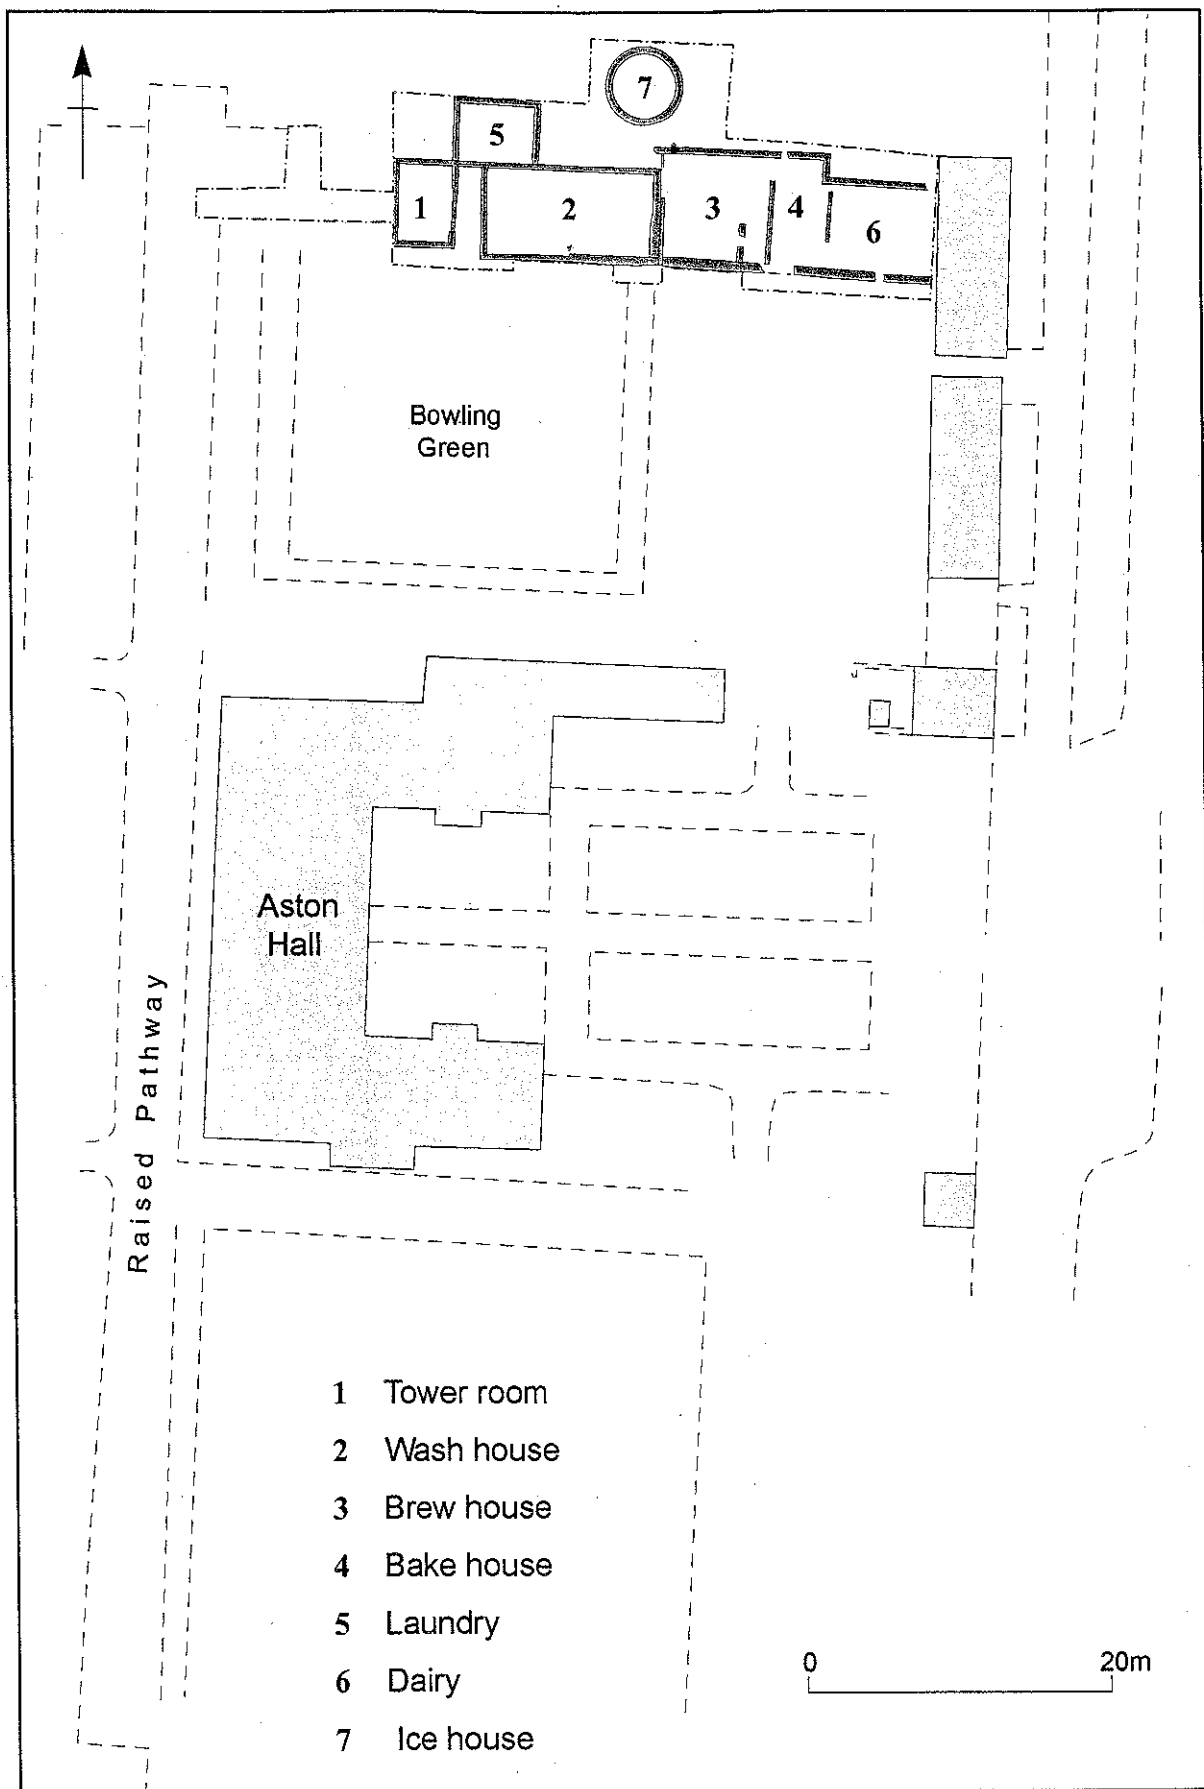 7
5
1
2
3
4
6
Bowling
Green
Aston
Hall
Raised Pathway
1 Tower room
2 Wash house
3 Brew house
4 Bake house
5 Laundry
6 Dairy
7 Ice house
0 20m